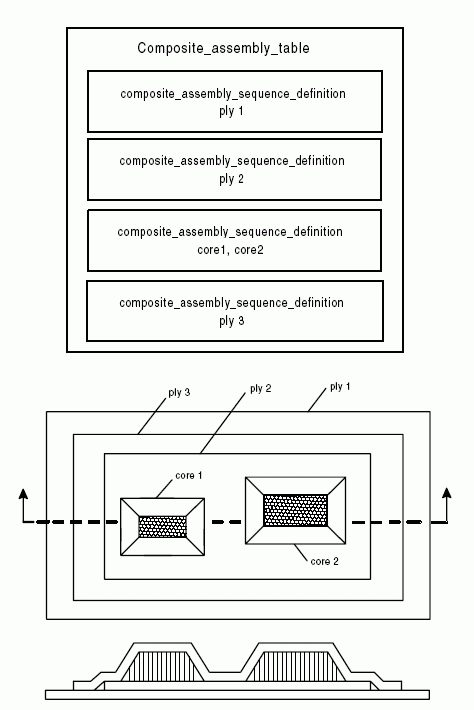 Composite_assembly_table
composite_assembly_sequence_definition
ply 1
composite_assembly_sequence_definition
ply 2
composite_assembly_sequence_definition
core1, core2
composite_assembly_sequence_definition
ply 3
ply 3
ply 2
ply 1
core 1
core 2